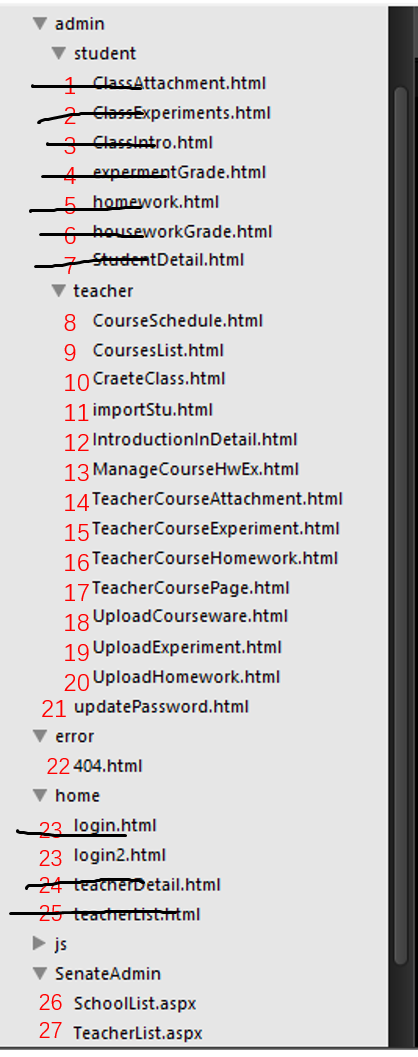 admin
student
1 ClassAttachment.html
2 ClassExperiments.html
3 ClassIntro.html
4 expermentGrade.html
5 homework.html
6 houseworkGrade.html
7 StudentDetail.html
teacher
8 CourseSchedule.html
9 CoursesList.html
10 CraeteClass.html
11 importStu.html
12 IntroductionInDetail.html
13 ManageCourseHwEx.html
14 TeacherCourseAttachment.html
15 TeacherCourseExperiment.html
16 TeacherCourseHomework.html
17 TeacherCoursePage.html
18 UploadCourseware.html
19 UploadExperiment.html
20 UploadHomework.html
21 updatePassword.html
error
22 404.html
home
23 login.html
23 login2.html
24 teacherDetail.html
25 teacherList.html
js
SenateAdmin
26 SchoolList.aspx
27 TeacherList.aspx